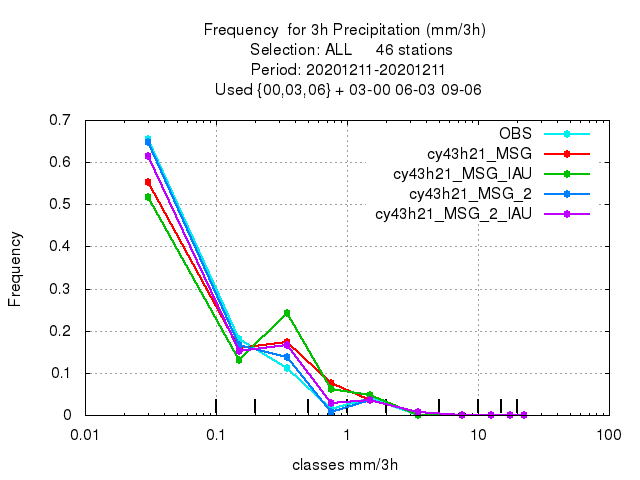 Frequency  for 3h Precipitation (mm/3h)
Selection: ALL     46 stations
Period: 20201211-20201211
Used {00,03,06} + 03-00 06-03 09-06
OBS
cy43h21_MSG
cy43h21_MSG_IAU
cy43h21_MSG_2
cy43h21_MSG_2_IAU
0.7
0.6
0.5
0.4
0.3
0.2
0.1
0
Frequency
0.01 0.1 1 10 100
classes mm/3h